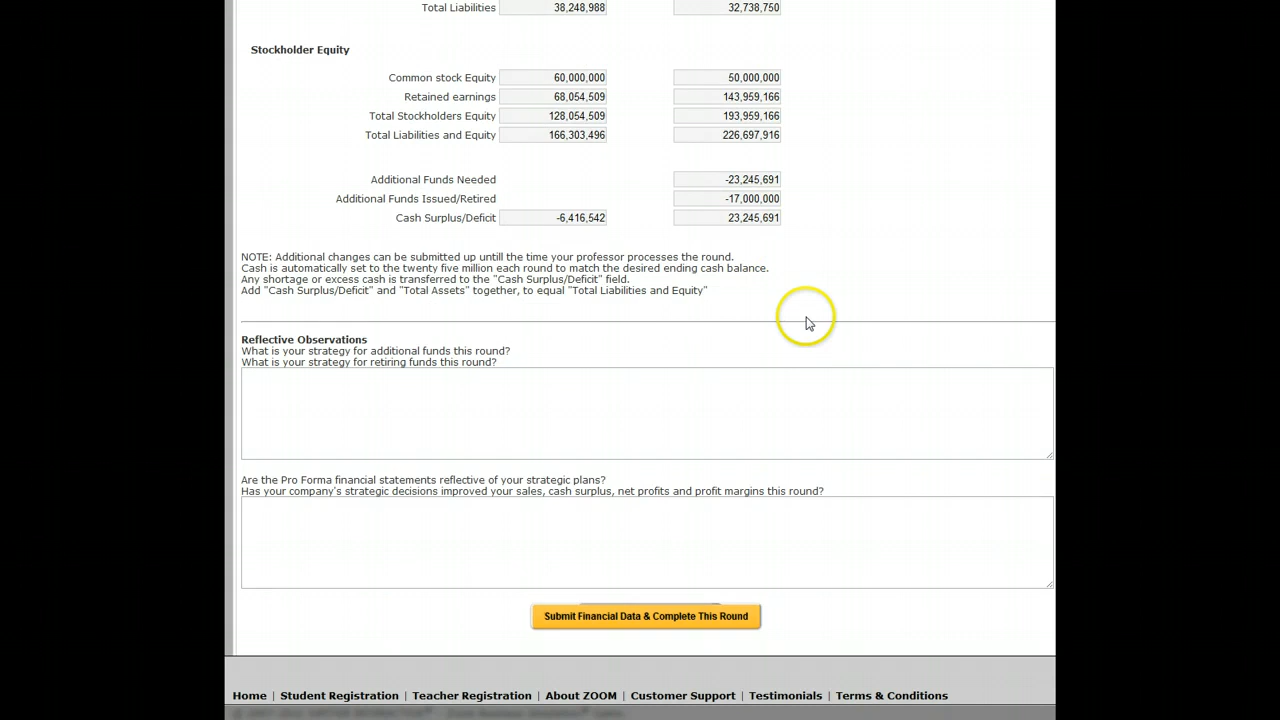 Total Liabilities 38,248,988 32,738,750
Stockholder Equity
Common stock Equity 60,000,000 50,000,000
Retained earnings 68,054,509 143,959,166
Total Stockholders Equity 128,054,509 193,959,166
Total Liabilities and Equity 166,303,496 226,697,916
Additional Funds Needed -23,245,691
Additional Funds Issued/Retired -17,000,000
Cash Surplus/Deficit -6,416,542 23,245,691
NOTE: Additional changes can be submitted up untill the time your professor processes the round.
Cash is automatically set to the twenty five million each round to match the desired ending cash balance.
Any shortage or excess cash is transferred to the "Cash Surplus/Deficit" field.
Add "Cash Surplus/Deficit" and "Total Assets" together, to equal "Total Liabilities and Equity"
Reflective Observations
What is your strategy for additional funds this round?
What is your strategy for retiring funds this round?
Are the Pro Forma financial statements reflective of your strategic plans?
Has your company's strategic decisions improved your sales, cash surplus, net profits and profit margins this round?
Submit Financial Data & Complete This Round
Home | Student Registration | Teacher Registration | About ZOOM | Customer Support | Testimonials | Terms & Conditions